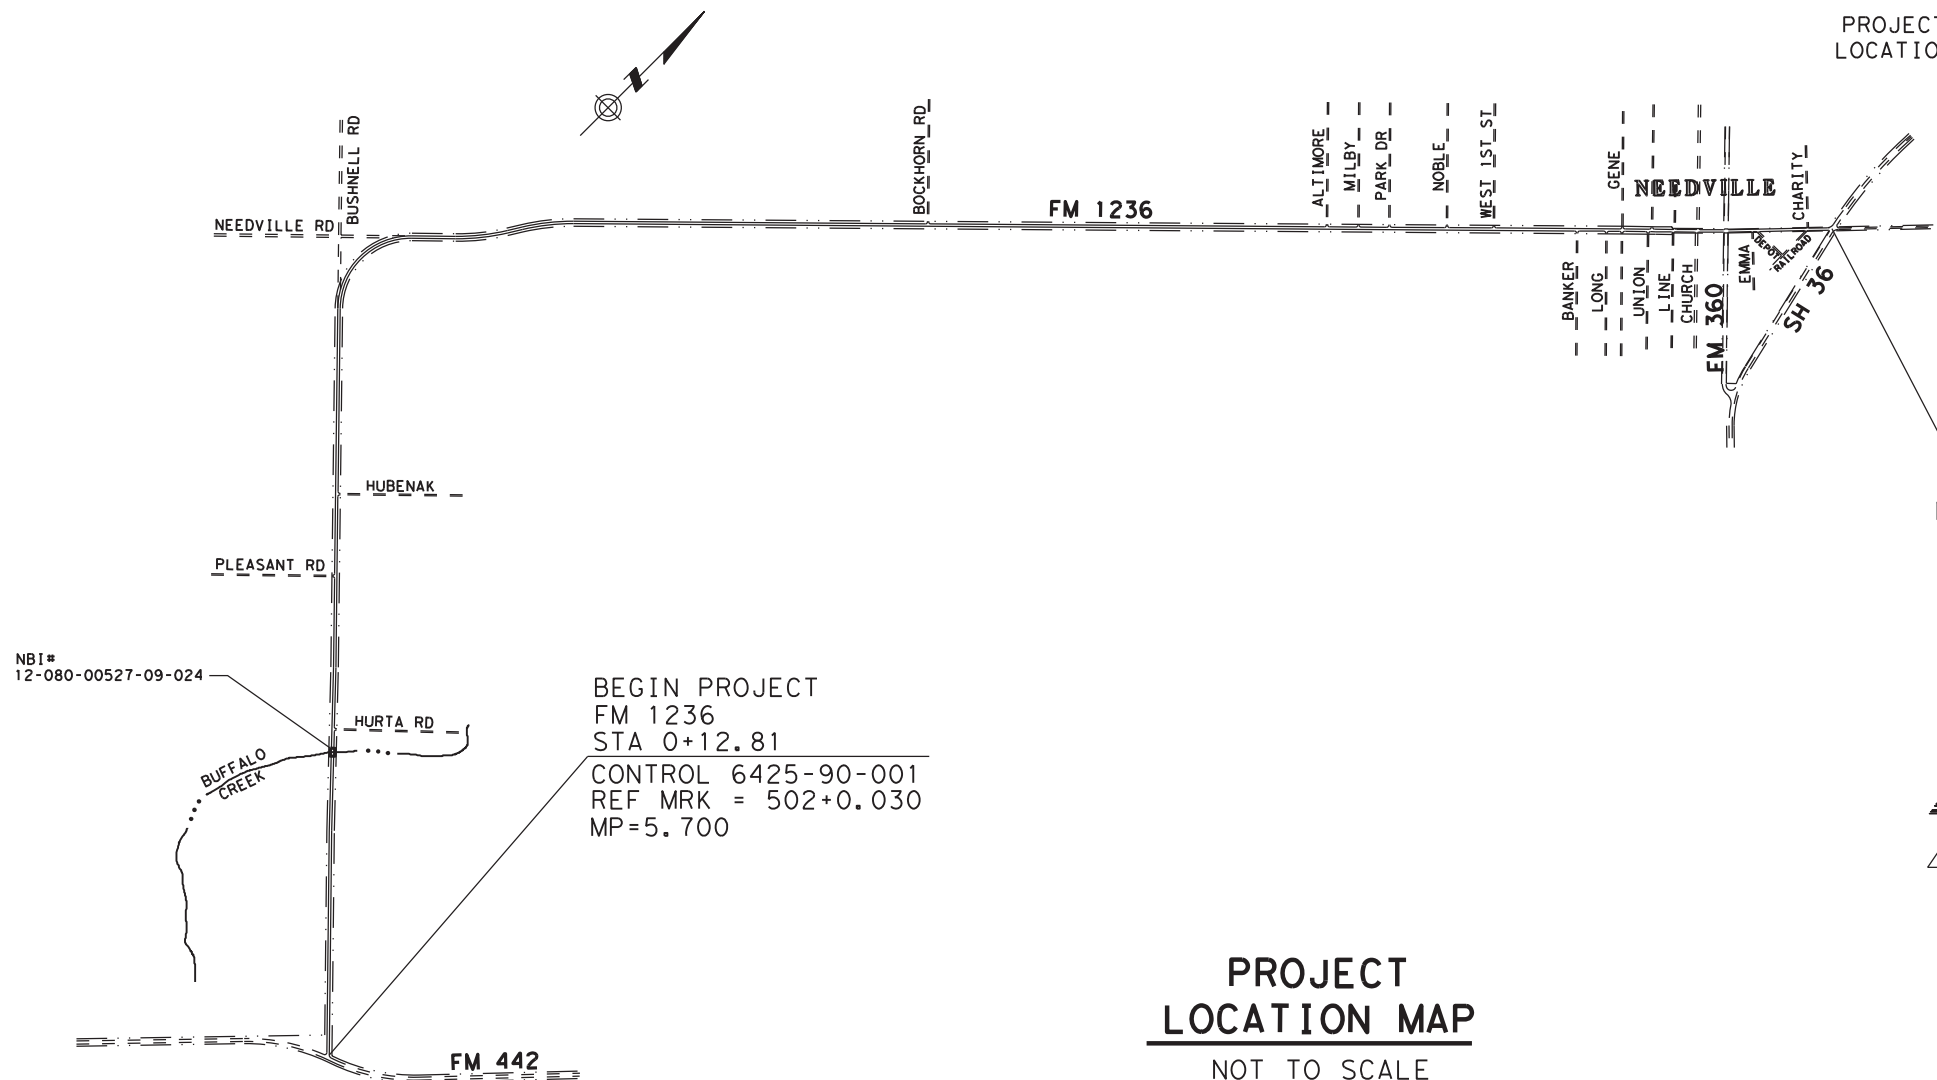 PROJECT
LOCATIO
N
BUSHNELL RD
BOCKHORN RD
ALTIMORE
MILBY
PARK DR
NOBLE
WEST 1ST ST
GENE
NEEDVILLE
CHARITY
NEEDVILLE RD
FM 1236
BANKER
LONG
UNION
LINE
CHURCH
FM 360
EMMA
DEPOT
RAILROAD
SH 36
HUBENAK
PLEASANT RD
NBI#
12-080-00527-09-024
HURTA RD
BUFFALO
CREEK
BEGIN PROJECT
FM 1236
STA 0+12.81
CONTROL 6425-90-001
REF MRK = 502+0.030
MP=5.700
FM 442
PROJECT
LOCATION MAP
NOT TO SCALE